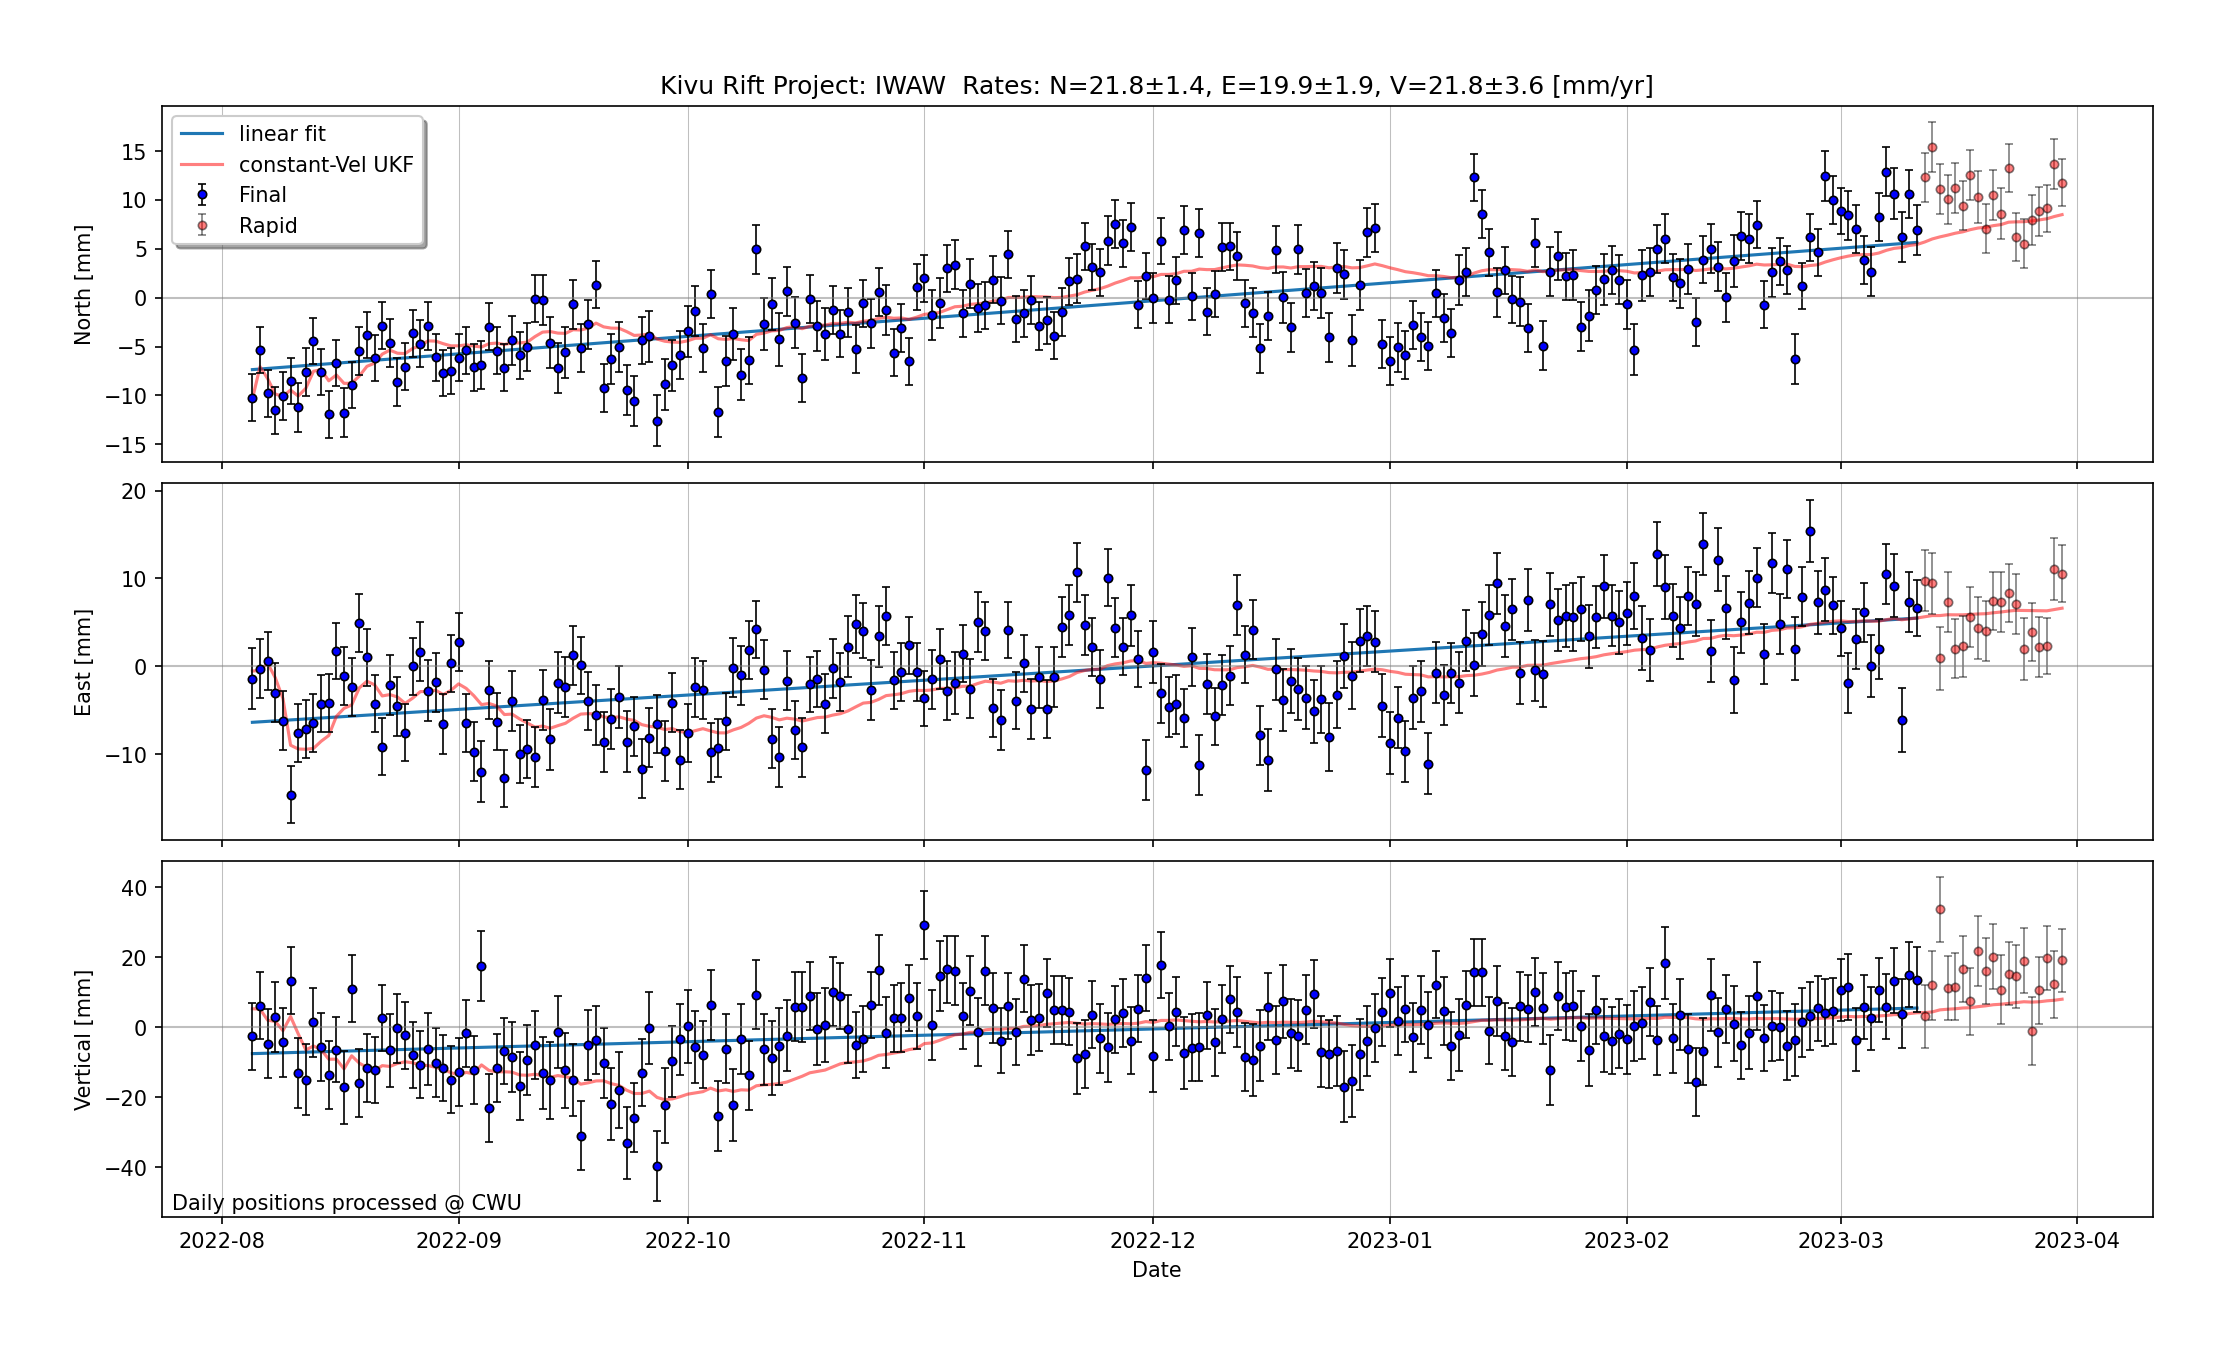 Kivu Rift Project: IWAW  Rates: N=21.8±1.4, E=19.9±1.9, V=21.8±3.6 [mm/yr]
linear fit
constant-Vel UKF
Final
Rapid
North [mm]
15
10
5
0
−5
−10
−15
East [mm]
20
10
0
−10
Vertical [mm]
40
20
0
−20
−40
Daily positions processed @ CWU
2022-08 2022-09 2022-10 2022-11 2022-12 2023-01 2023-02 2023-03 2023-04
Date